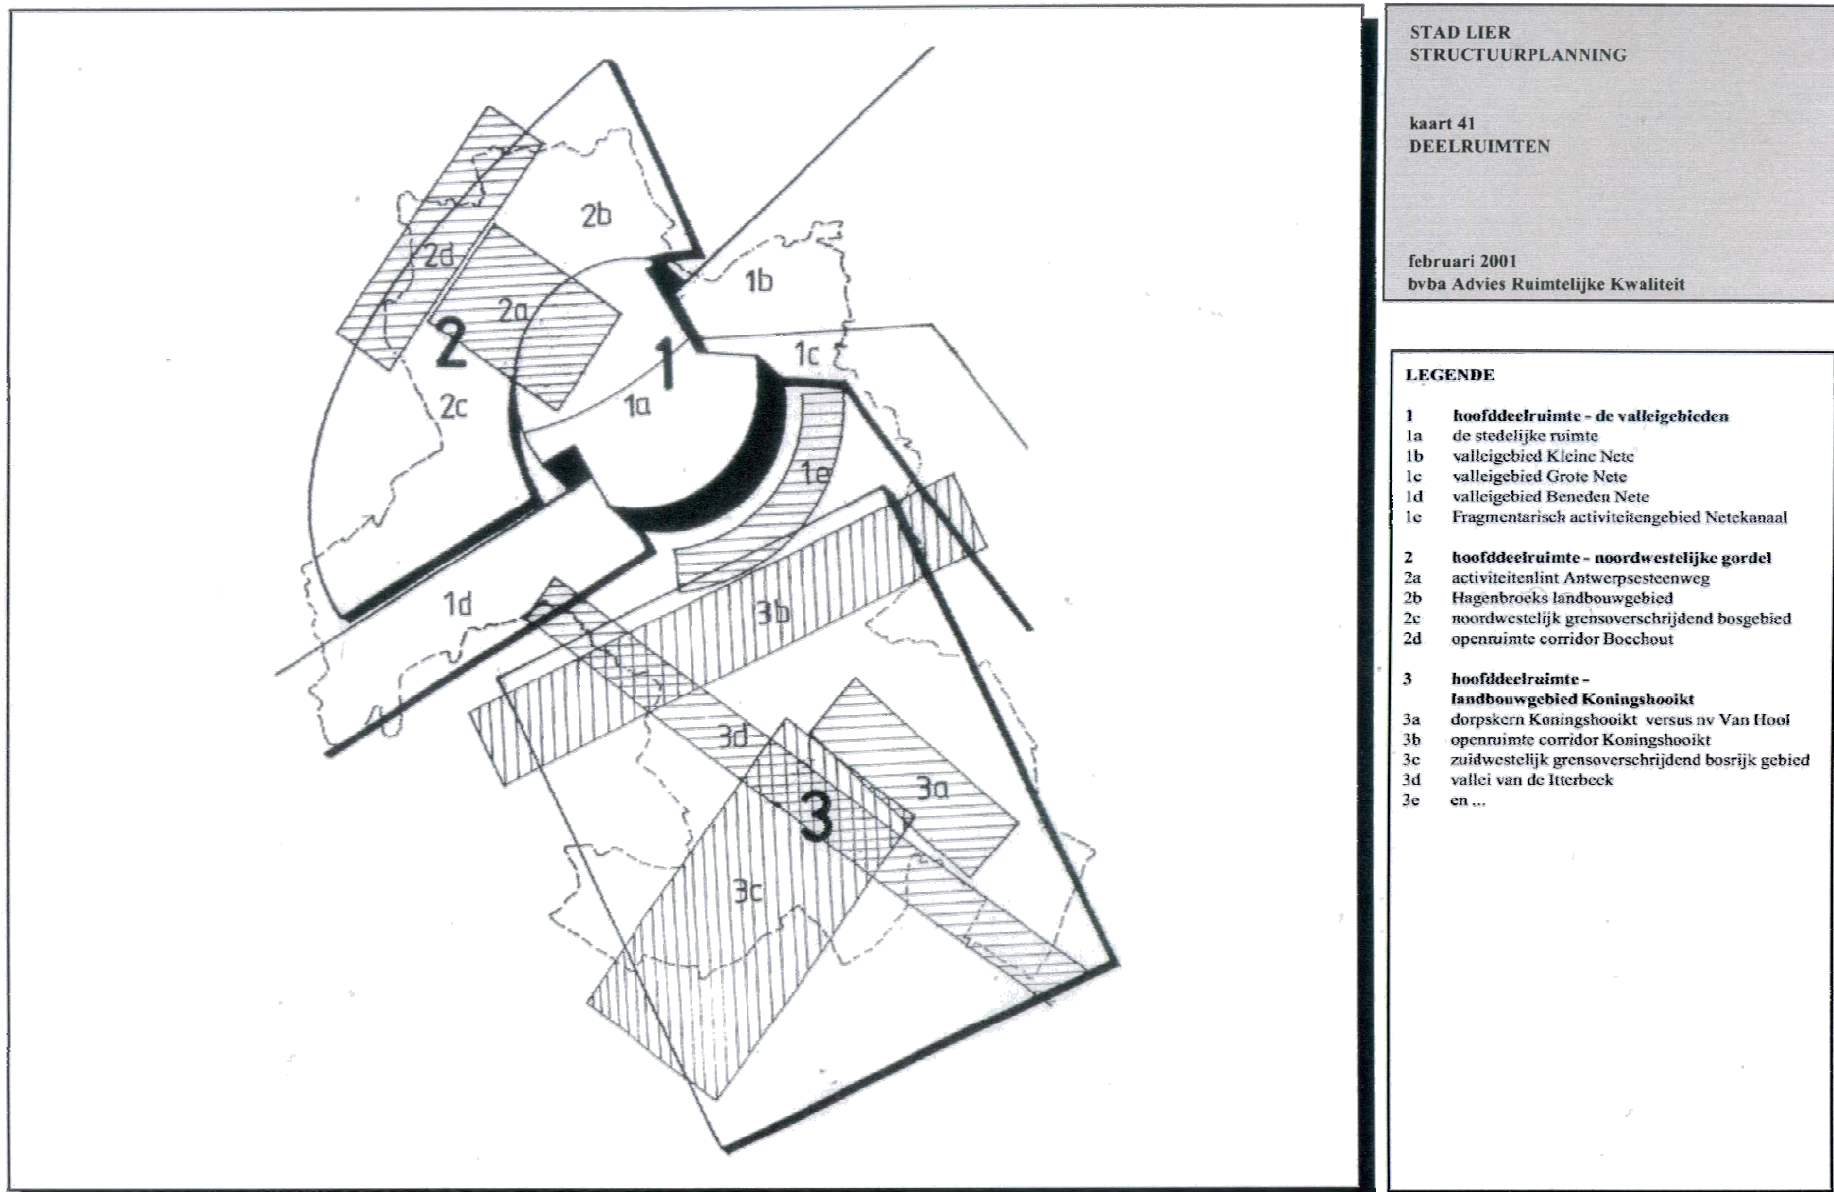 STAD LIER
STRUCTUURPLANNING
kaart 41
DEELRUIMTEN
februari 2001
bvba Advies Ruimtelijke Kwaliteit
LEGENDE
1 hoofddeelruimte - de valleigebieden
1a de stedelijke ruimte
1b valleigebied Kleine Nete
1c valleigebied Grote Nete
1d valleigebied Beneden Nete
1e Fragmentarisch activiteitengebied Netekanaal
2 hoofddeelruimte - noordwestelijke gordel
2a activiteitenlint Antwerpsesteenweg
2b Hagenbroeks landbouwgebied
2c noordwestelijk grensoverschrijdend bosgebied
2d openruimte corridor Boechout
3 hoofddeelruimte -
landbouwgebied Koningshooikt
3a dorpskern Koningshooikt versus nv Van Hool
3b openruimte corridor Koningshooikt
3c zuidwestelijk grensoverschrijdend bosrijk gebied
3d vallei van de Itterbeek
3e en ...
2b
2d
1b
2a
2
1
1c
2c
1a
1e
1d
3b
3d
3a
3
3c